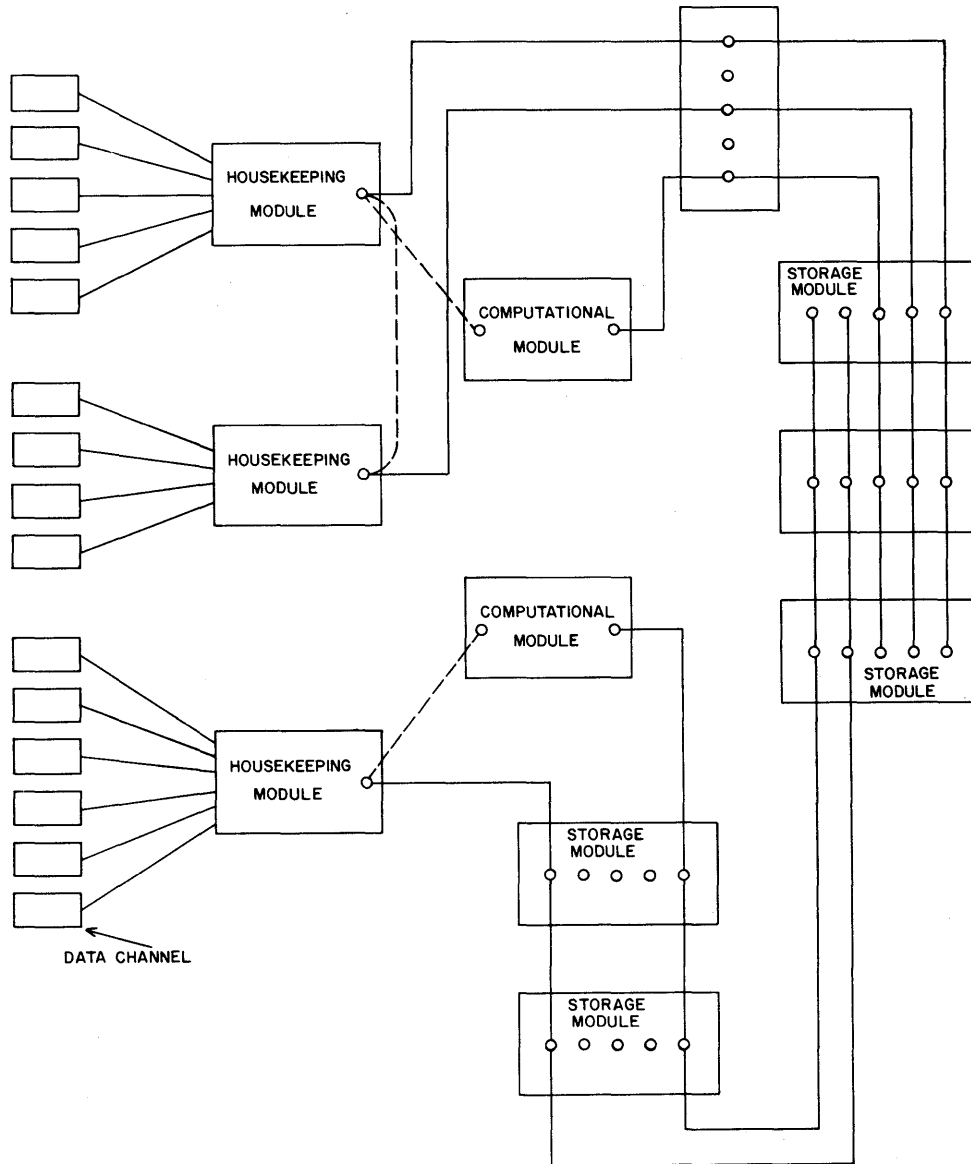 STORAGE
MODULE
HOUSEKEEPING
MODULE
COMPUTATIONAL
MODULE
HOUSEKEEPING
MODULE
COMPUTATIONAL
MODULE
STORAGE
MODULE
HOUSEKEEPING
MODULE
STORAGE
MODULE
DATA CHANNEL
STORAGE
MODULE